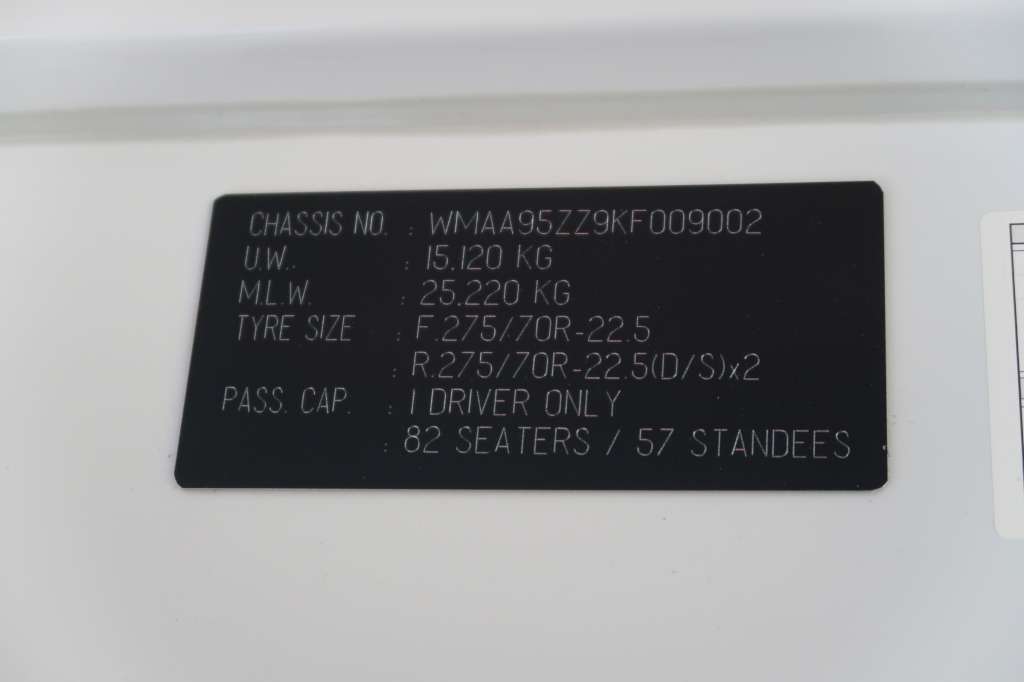 CHASSIS NO. : WMAA95ZZ9KF009002
U.W.. : 15.120 KG
M.L.W. : 25.220 KG
TYRE SIZE : F.275/70R-22.5
: R.275/70R-22.5(D/S)x2
PASS. CAP. : 1 DRIVER ONLY
: 82 SEATERS / 57 STANDEES